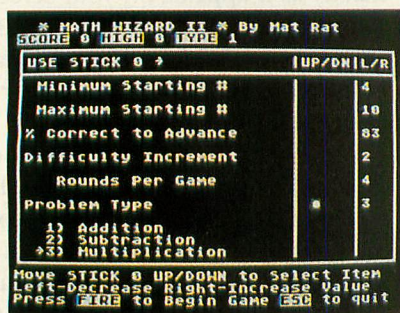 * MATH WIZARD II * By Mat Rat
SCORE 0 HIGH 0 TYPE 1
USE STICK 0 → |UP/DN|L/R
Minimum Starting # 4
Maximum Starting # 10
% Correct to Advance 83
Difficulty Increment 2
Rounds Per Game 4
Problem Type 3
1) Addition
2) Subtraction
→3) Multiplication
Move STICK 0 UP/DOWN to Select Item
Left-Decrease Right-Increase Value
Press FIRE to Begin Game ESC to quit